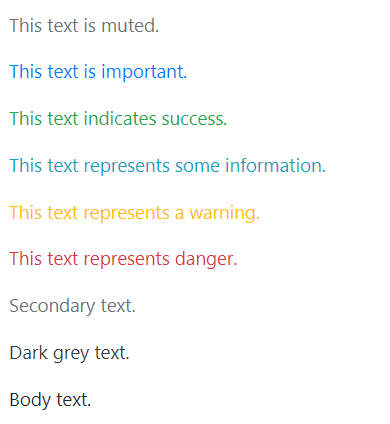 This text is muted.
This text is important.
This text indicates success.
This text represents some information.
This text represents a warning.
This text represents danger.
Secondary text.
Dark grey text.
Body text.